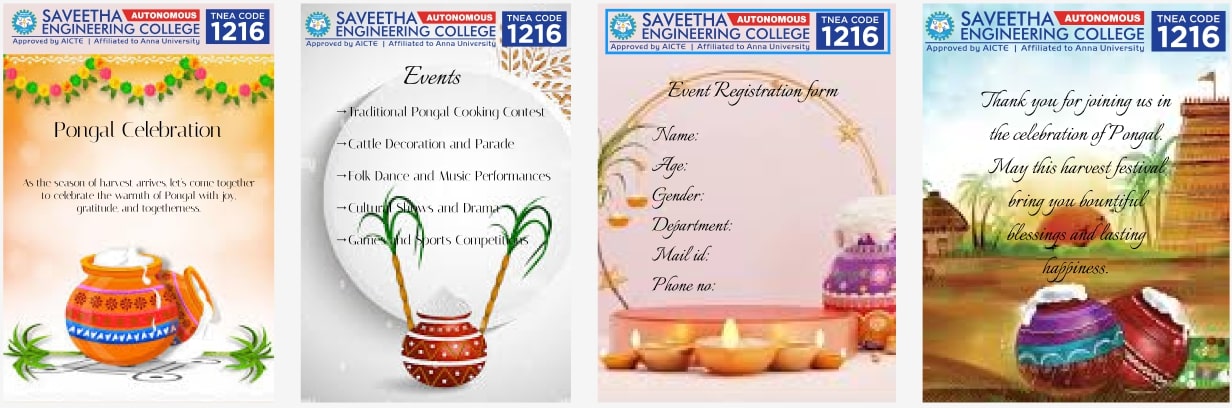 SAVEETHA AUTONOMOUS
ENGINEERING COLLEGE
Approved by AICTE | Affiliated to Anna University
TNEA CODE
1216
Pongal Celebration
As the season of harvest arrives, let's come together
to celebrate the warmth of Pongal with joy,
gratitude, and togetherness.
SAVEETHA AUTONOMOUS
ENGINEERING COLLEGE
Approved by AICTE | Affiliated to Anna University
TNEA CODE
1216
Events
→Traditional Pongal Cooking Contest
→Cattle Decoration and Parade
→Folk Dance and Music Performances
→Cultural Shows and Drama
→Games and Sports Competitions
SAVEETHA AUTONOMOUS
ENGINEERING COLLEGE
Approved by AICTE | Affiliated to Anna University
TNEA CODE
1216
Event Registration form
Name:
Age:
Gender:
Department:
Mail id:
Phone no:
SAVEETHA AUTONOMOUS
ENGINEERING COLLEGE
Approved by AICTE | Affiliated to Anna University
TNEA CODE
1216
Thank you for joining us in
the celebration of Pongal.
May this harvest festival
bring you bountiful
blessings and lasting
happiness.